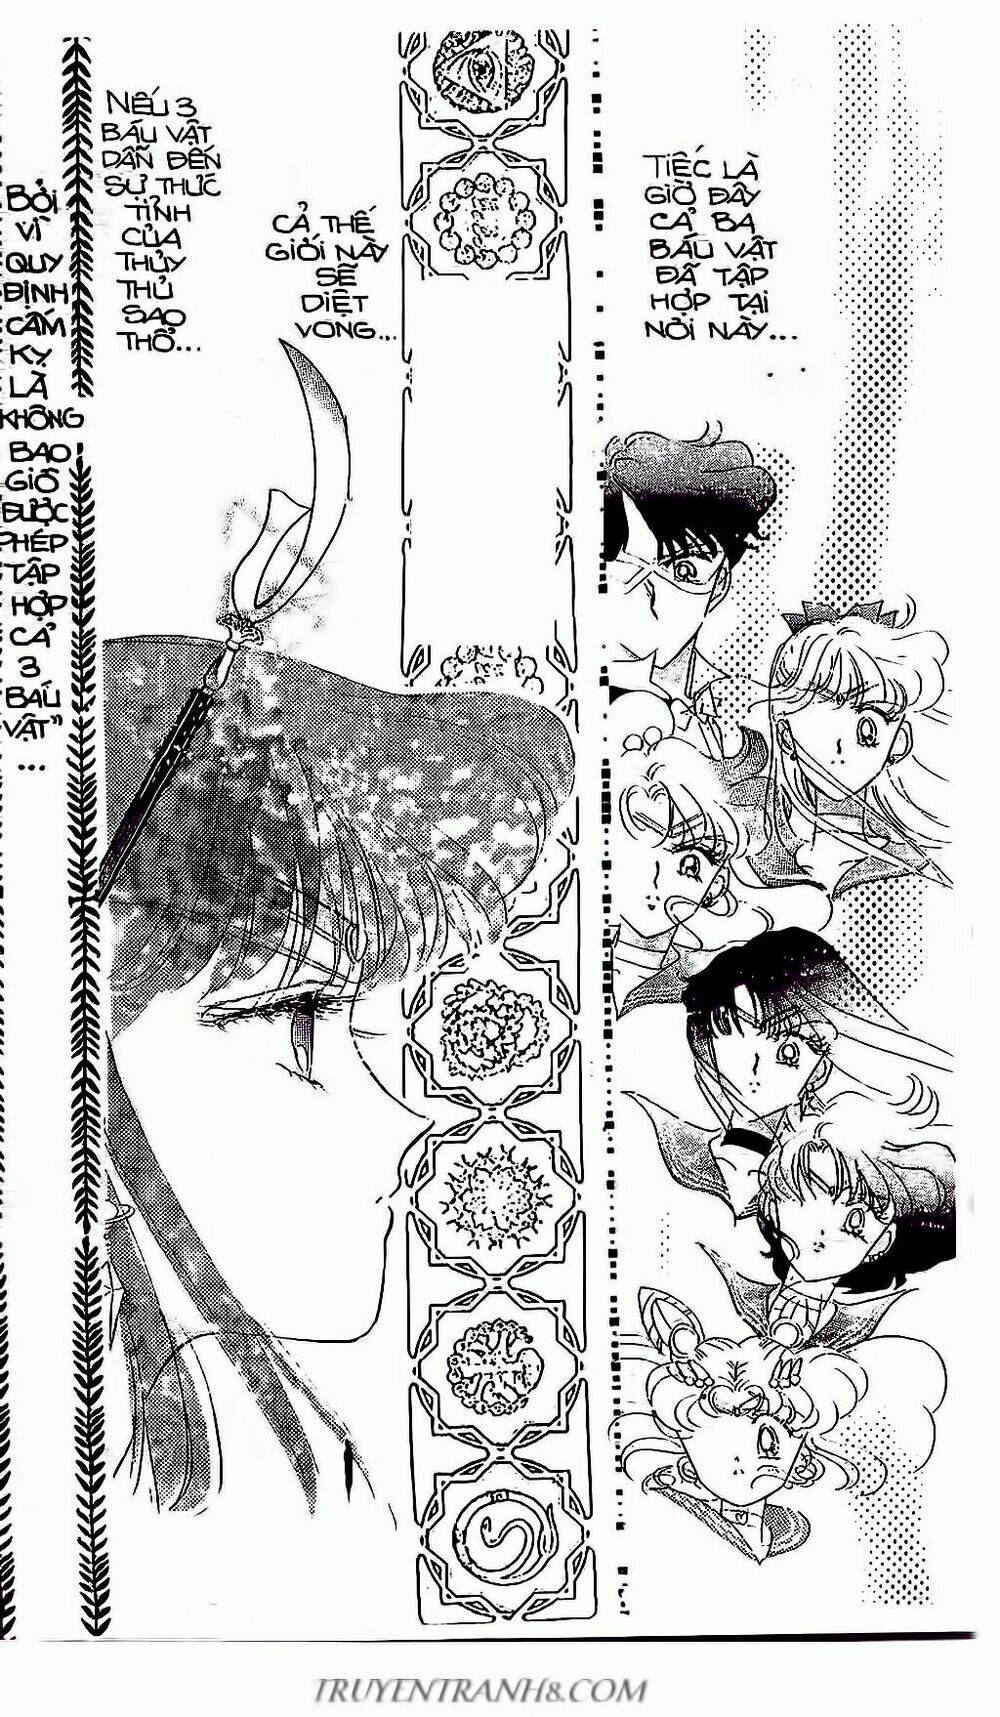 TIẾC LÀ
GIỜ ĐÂY
CẢ BA
BÁU VẬT
ĐÃ TẬP
HỢP TẠI
NƠI NÀY...
NẾU 3
BÁU VẬT
DẪN ĐẾN
SỰ THỨC
TỈNH
CỦA
THỦY
THỦ
SAO
THỔ...
CẢ THẾ
GIỚI NÀY
SẼ
DIỆT
VONG...
BỞI
VÌ
QUY
ĐỊNH
CẤM
KỴ
LÀ
KHÔNG
BAO
GIỜ
ĐƯỢC
PHÉP
TẬP
HỢP
CẢ
3
BÁU
VẬT"
...
TRUYENTRANH8.COM